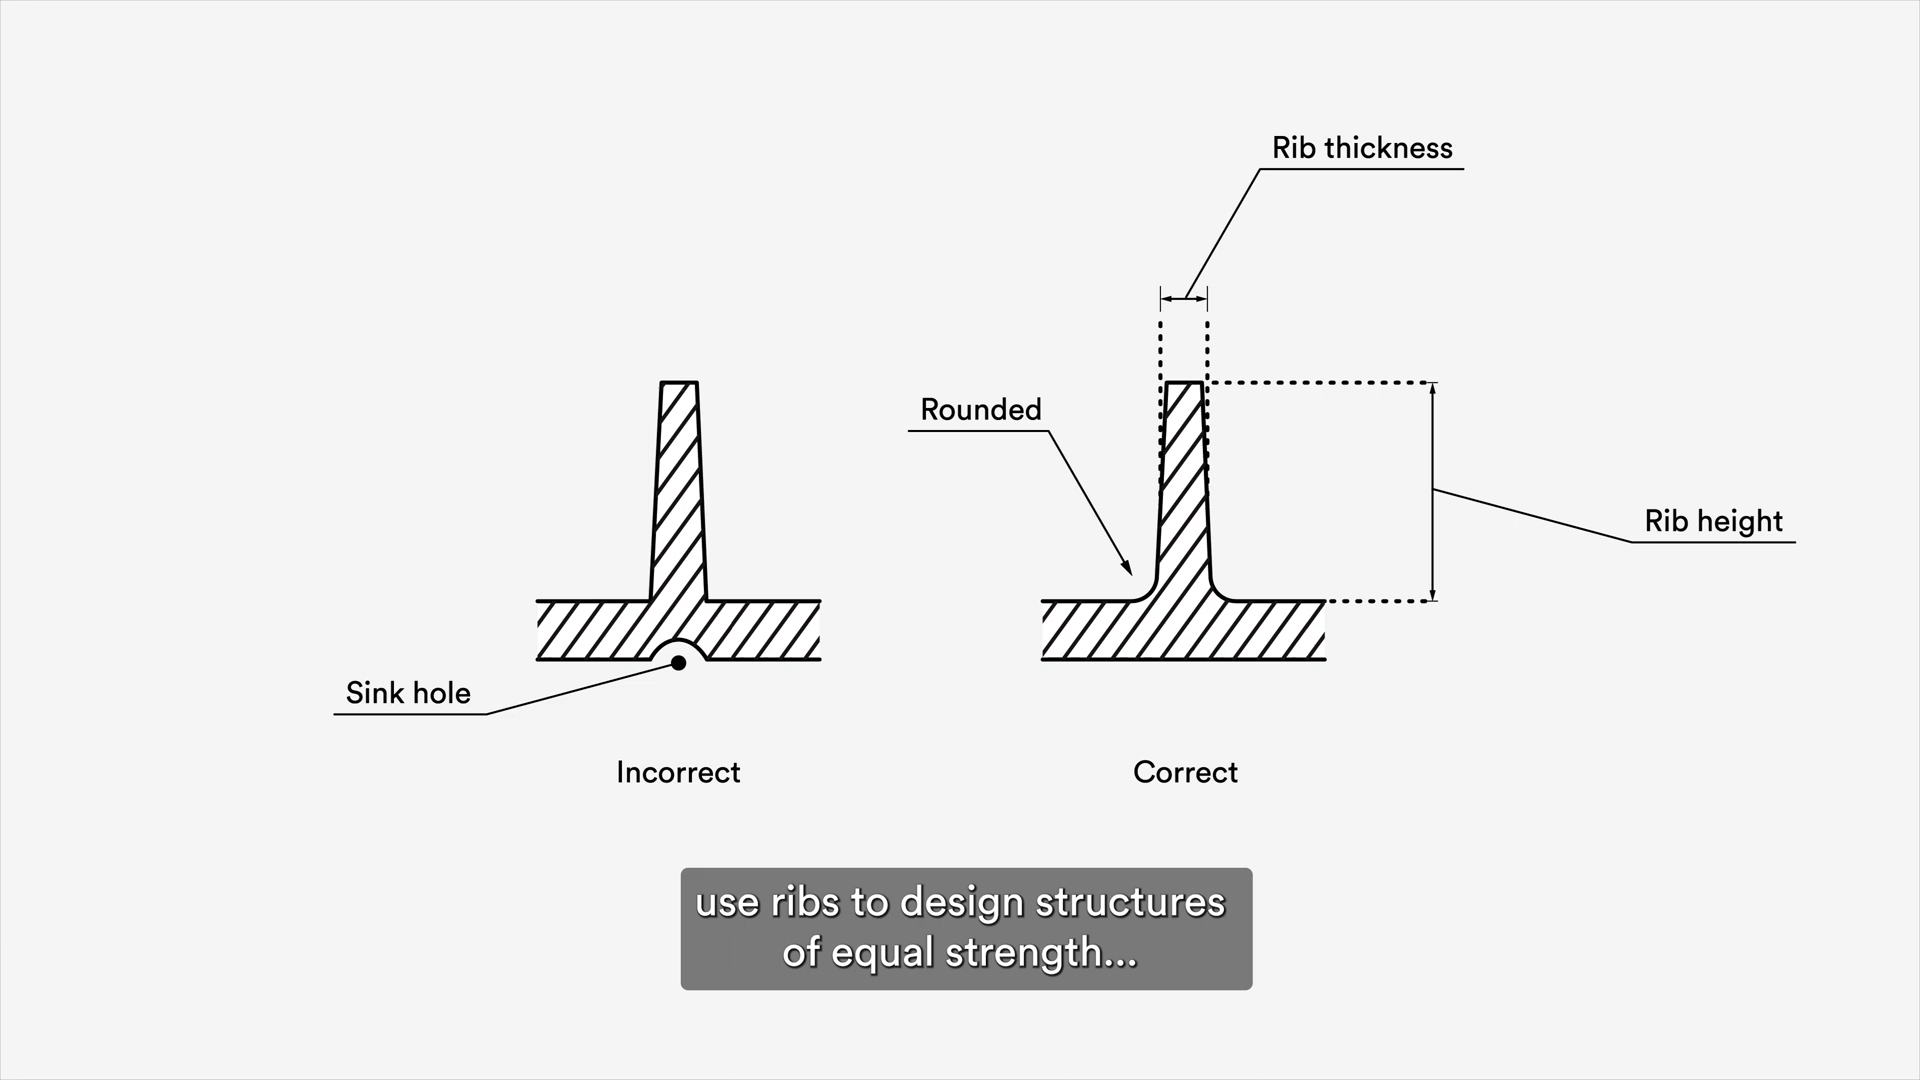 Rib thickness
Rounded
Rib height
Sink hole
Incorrect
Correct
use ribs to design structures
of equal strength...